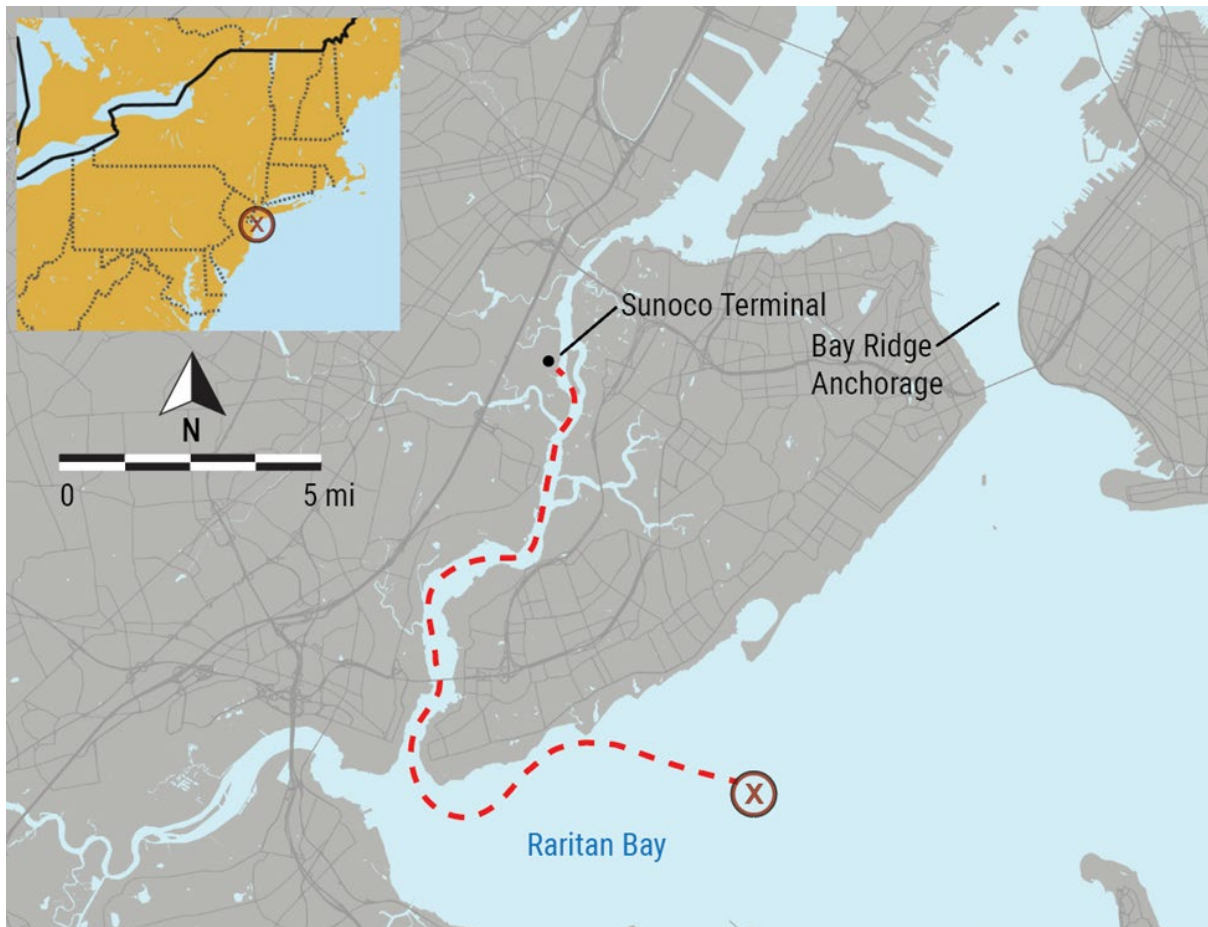 X
Sunoco Terminal
Bay Ridge
Anchorage
N
0 5 mi
X
Raritan Bay